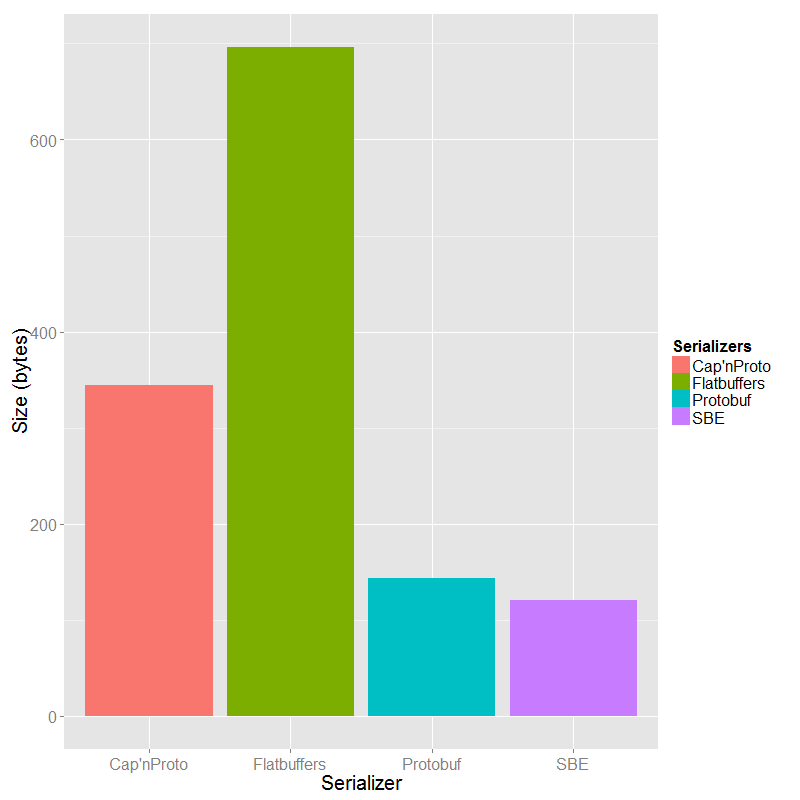 600
400
200
0
Size (bytes)
Cap'nProto
Flatbuffers
Protobuf
SBE
Serializer
Serializers
Cap'nProto
Flatbuffers
Protobuf
SBE